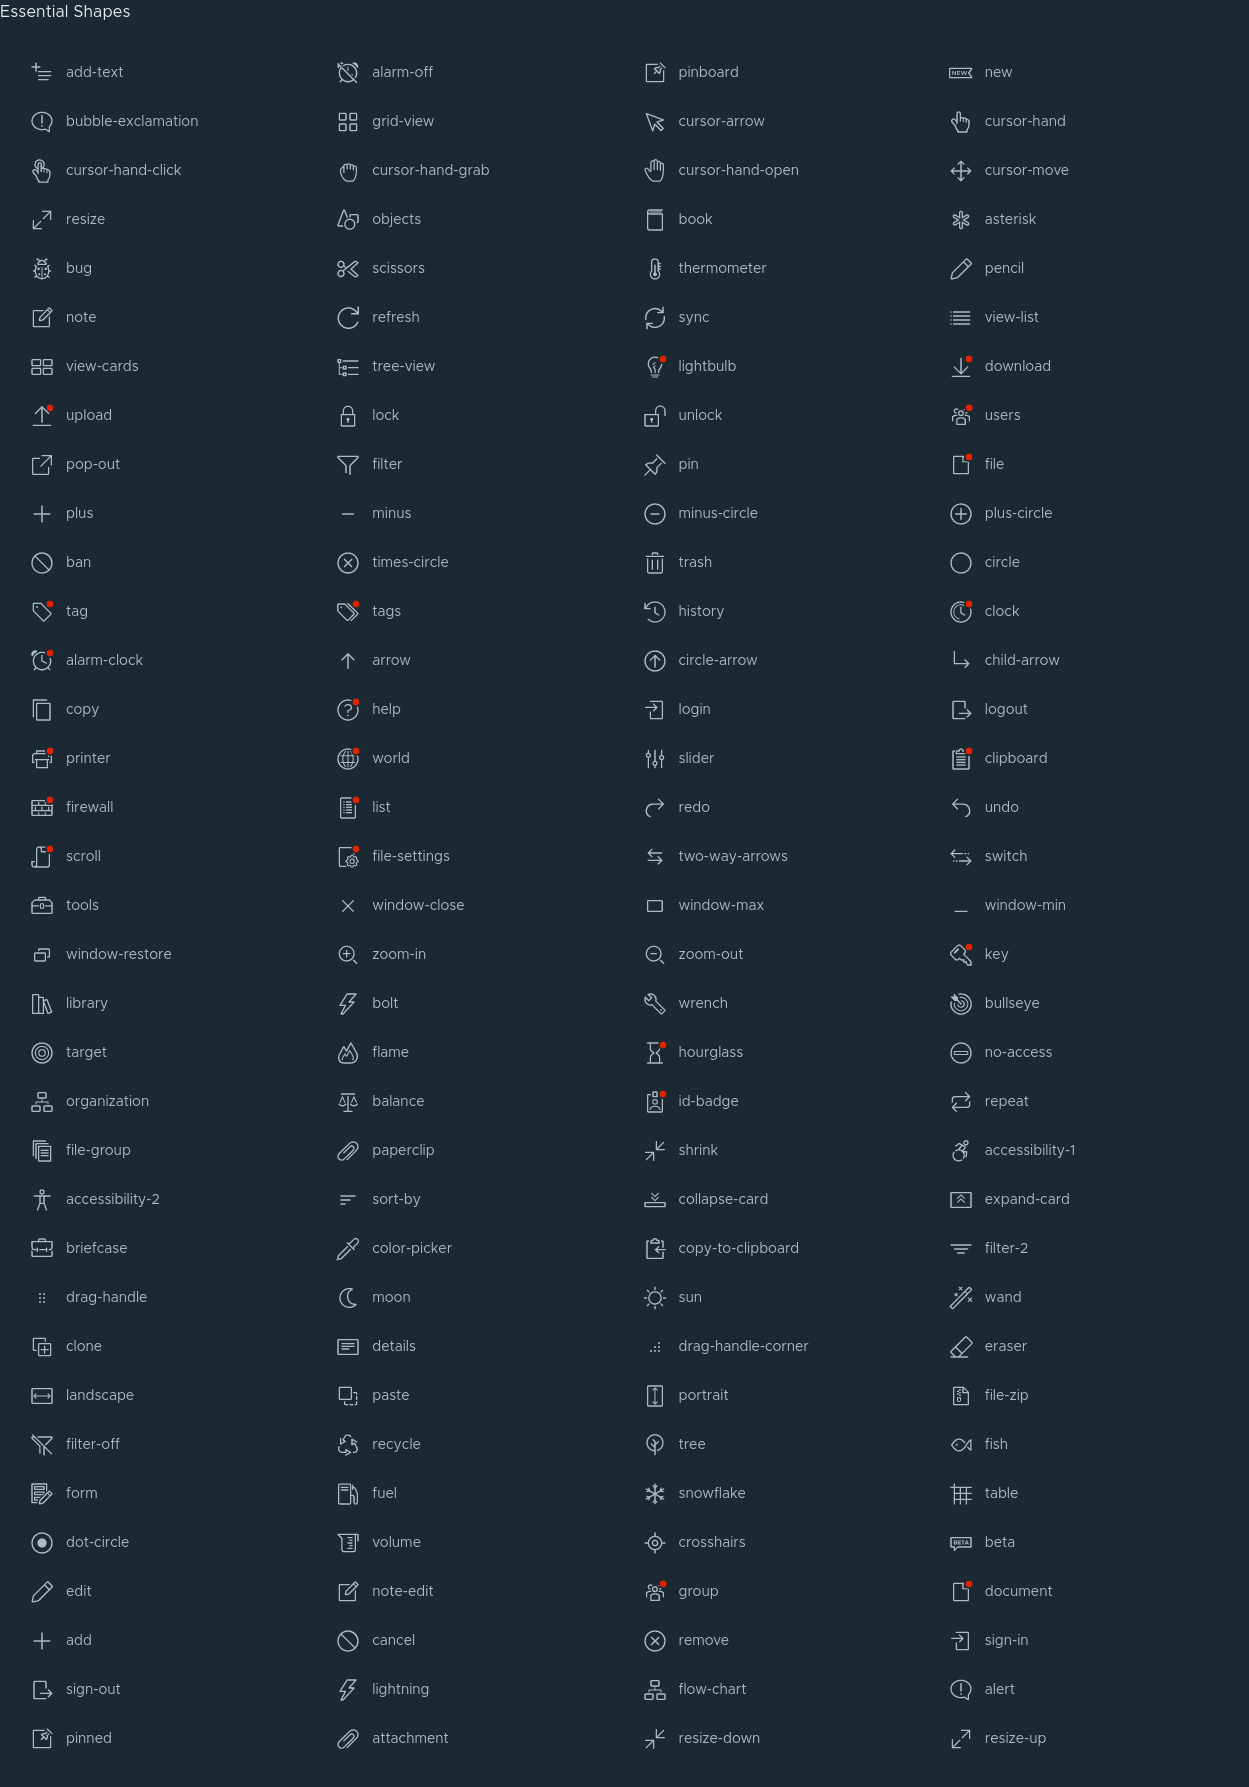 Essential Shapes
add-text alarm-off pinboard NEW new
bubble-exclamation grid-view cursor-arrow cursor-hand
cursor-hand-click cursor-hand-grab cursor-hand-open cursor-move
resize objects book asterisk
bug scissors thermometer pencil
note refresh sync view-list
view-cards tree-view lightbulb download
upload lock unlock users
pop-out filter pin file
plus minus minus-circle plus-circle
ban times-circle trash circle
tag tags history clock
alarm-clock arrow circle-arrow child-arrow
copy help login logout
printer world slider clipboard
firewall list redo undo
scroll file-settings two-way-arrows switch
tools window-close window-max window-min
window-restore zoom-in zoom-out key
library bolt wrench bullseye
target flame hourglass no-access
organization balance id-badge repeat
file-group paperclip shrink accessibility-1
accessibility-2 sort-by collapse-card expand-card
briefcase color-picker copy-to-clipboard filter-2
drag-handle moon sun wand
clone details drag-handle-corner eraser
landscape paste portrait file-zip
filter-off recycle tree fish
form fuel snowflake table
dot-circle volume crosshairs BETA beta
edit note-edit group document
add cancel remove sign-in
sign-out lightning flow-chart alert
pinned attachment resize-down resize-up